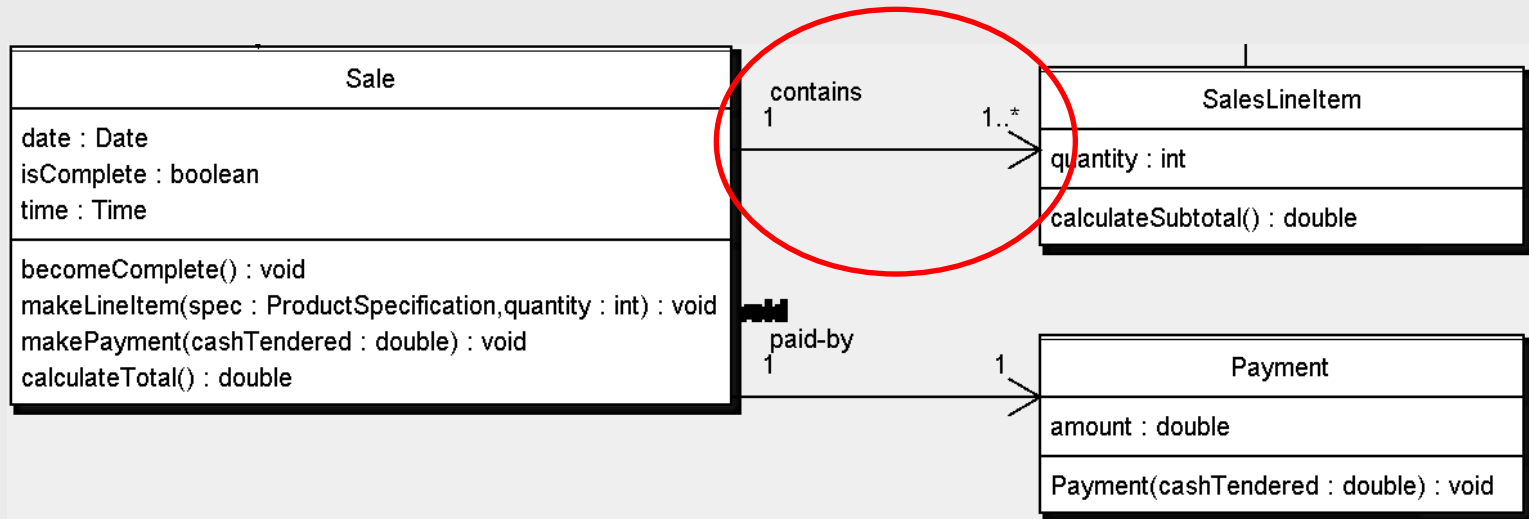 Sale
date : Date
isComplete : boolean
time : Time
becomeComplete() : void
makeLineItem(spec : ProductSpecification,quantity : int) : void
makePayment(cashTendered : double) : void
calculateTotal() : double
contains
1
1..*
SalesLineItem
quantity : int
calculateSubtotal() : double
void
paid-by
1
1
Payment
amount : double
Payment(cashTendered : double) : void